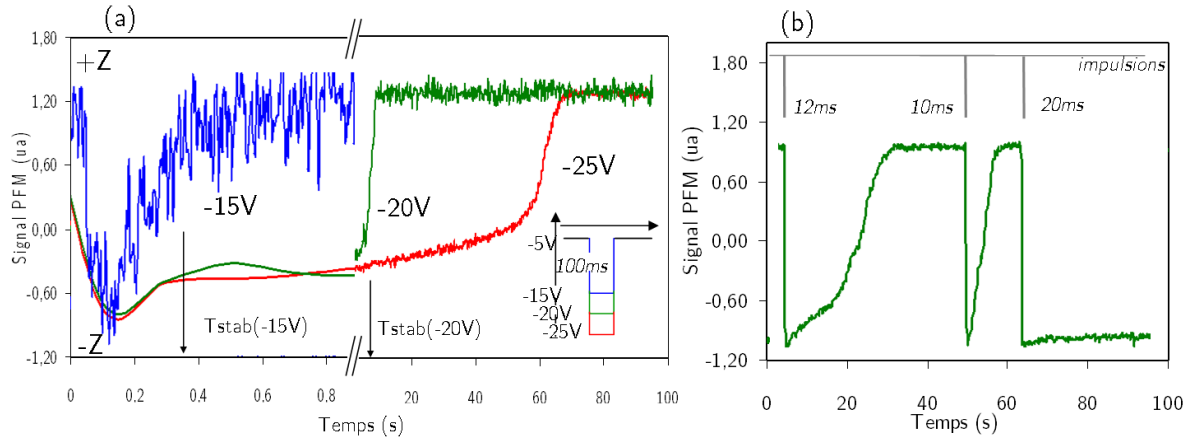 (a)
Signal PFM (ua)
1,80
1,20
0,60
0,00
-0,60
-1,20
+Z
-Z
-15V
-20V
-25V
Tstab(-15V)
Tstab(-20V)
-5V
100ms
-15V
-20V
-25V
0 0,2 0,4 0.6 0.8 20 40 60 80 100
Temps (s)
(b)
Signal PFM (ua)
1,80
1,20
0,60
0,00
-0,60
-1,20
impulsions
12ms 10ms 20ms
0 20 40 60 80 100
Temps (s)